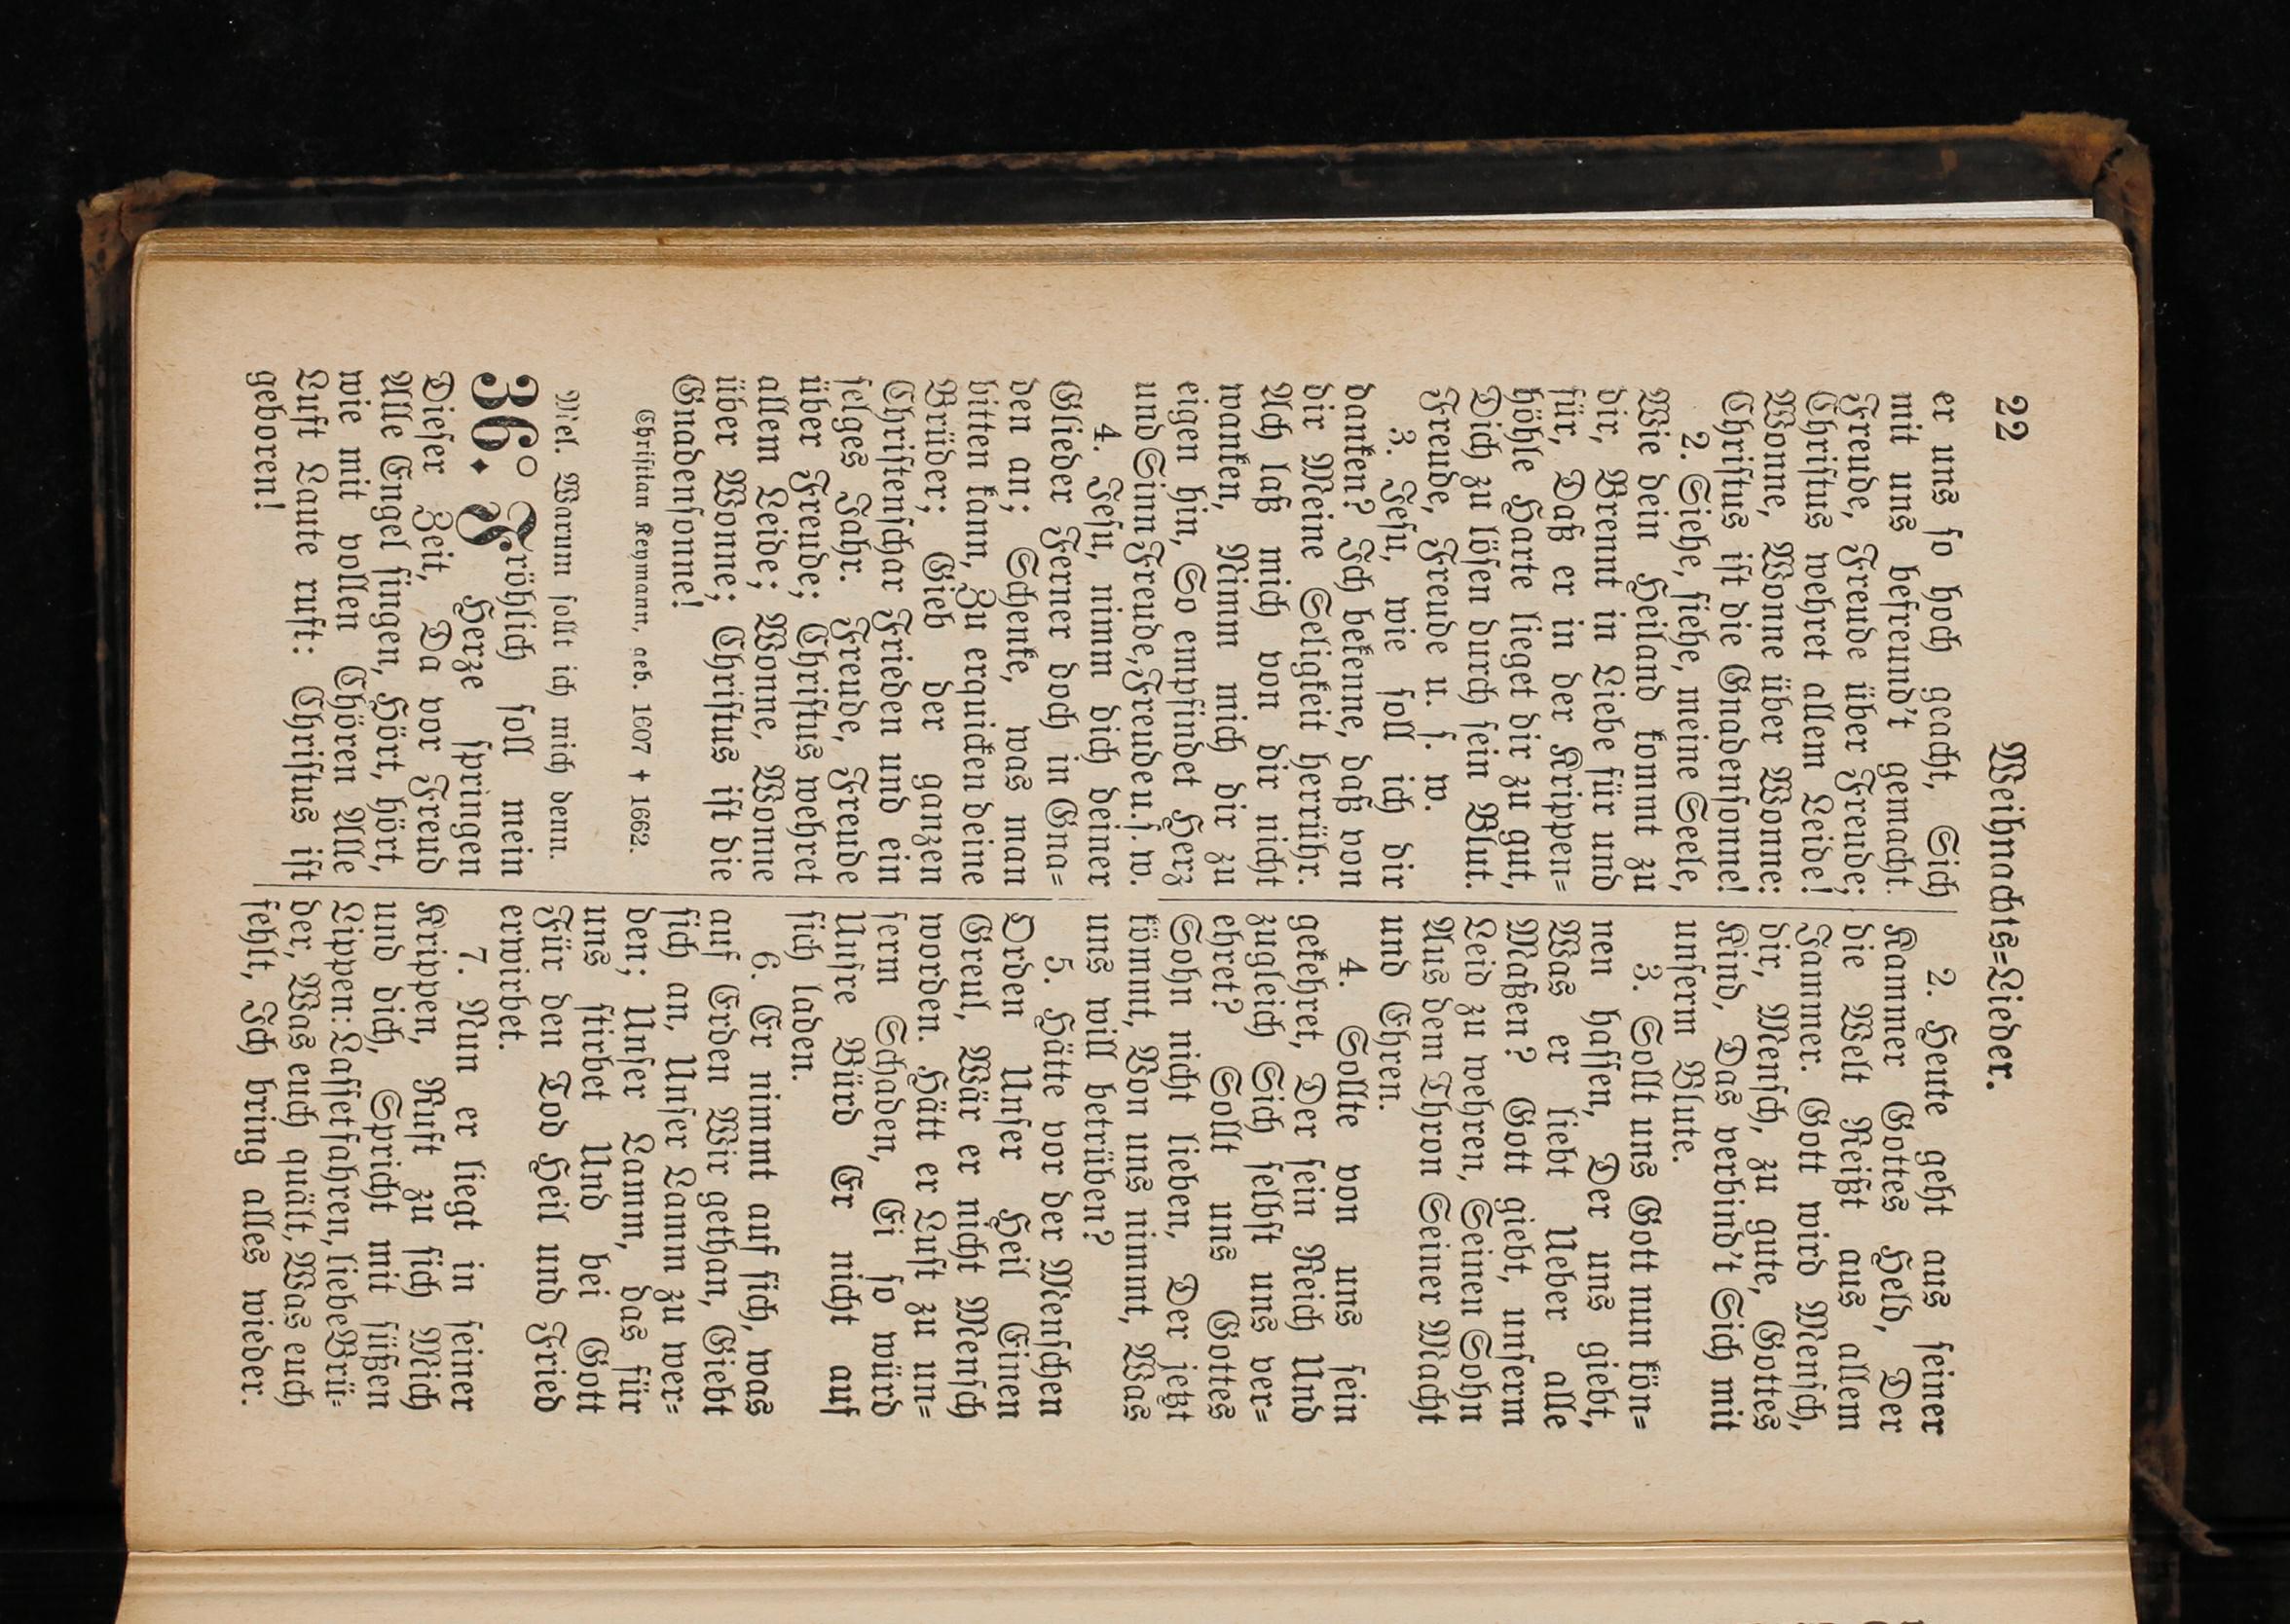 22
Weihnachts=Lieder.
er uns so hoch geacht, Sich
mit uns befreund't gemacht.
Freude, Freude über Freude;
Christus wehret allem Leide!
Wonne, Wonne über Wonne:
Christus ist die Gnadensonne!
2. Siehe, siehe, meine Seele,
Wie dein Heiland kommt zu
dir, Brennt in Liebe für und
für, Daß er in der Krippen=
höhle Harte lieget dir zu gut,
Dich zu lösen durch sein Blut.
Freude, Freude u. s. w.
3. Jesu, wie soll ich dir
danken? Ich bekenne, daß von
dir Meine Seligkeit herrühr.
Ach laß mich von dir nicht
wanken, Nimm mich dir zu
eigen hin, So empfindet Herz
und Sinn Freude, Freude u. s. w.
4. Jesu, nimm dich deiner
Glieder Ferner doch in Gna=
den an; Schenke, was man
bitten kann, Zu erquicken deine
Brüder; Gieb der ganzen
Christenschar Frieden und ein
selges Jahr. Freude, Freude
über Freude; Christus wehret
allem Leide; Wonne, Wonne
über Wonne; Christus ist die
Gnadensonne!
Christian Keymann, geb. 1607 † 1662.
Mel. Warum sollt ich mich denn.
36.° Fröhlich soll mein
Herze springen
Dieser Zeit, Da vor Freud
Alle Engel singen, Hört, hört,
wie mit vollen Chören Alle
Luft Laute ruft: Christus ist
geboren!
2. Heute geht aus seiner
Kammer Gottes Held, Der
die Welt Reißt aus allem
Jammer. Gott wird Mensch,
dir, Mensch, zu gute, Gottes
Kind, Das verbind't Sich mit
unserm Blute.
3. Sollt uns Gott nun kön=
nen hassen, Der uns giebt,
Was er liebt Ueber alle
Maßen? Gott giebt, unserm
Leid zu wehren, Seinen Sohn
Aus dem Thron Seiner Macht
und Ehren.
4. Sollte von uns sein
gekehret, Der sein Reich Und
zugleich Sich selbst uns ver=
ehret? Sollt uns Gottes
Sohn nicht lieben, Der jetzt
kömmt, Von uns nimmt, Was
uns will betrüben?
5. Hätte vor der Menschen
Orden Unser Heil Einen
Greul, Wär er nicht Mensch
worden. Hätt er Lust zu un=
serm Schaden, Ei so würd
Unsre Bürd Er nicht auf
sich laden.
6. Er nimmt auf sich, was
auf Erden Wir gethan, Giebt
sich an, Unser Lamm zu wer=
den; Unser Lamm, das für
uns stirbet Und bei Gott
Für den Tod Heil und Fried
erwirbet.
7. Nun er liegt in seiner
Krippen, Ruft zu sich Mich
und dich, Spricht mit süßen
Lippen: Lasset fahren, liebe Brü=
der, Was euch quält, Was euch
fehlt, Ich bring alles wieder.